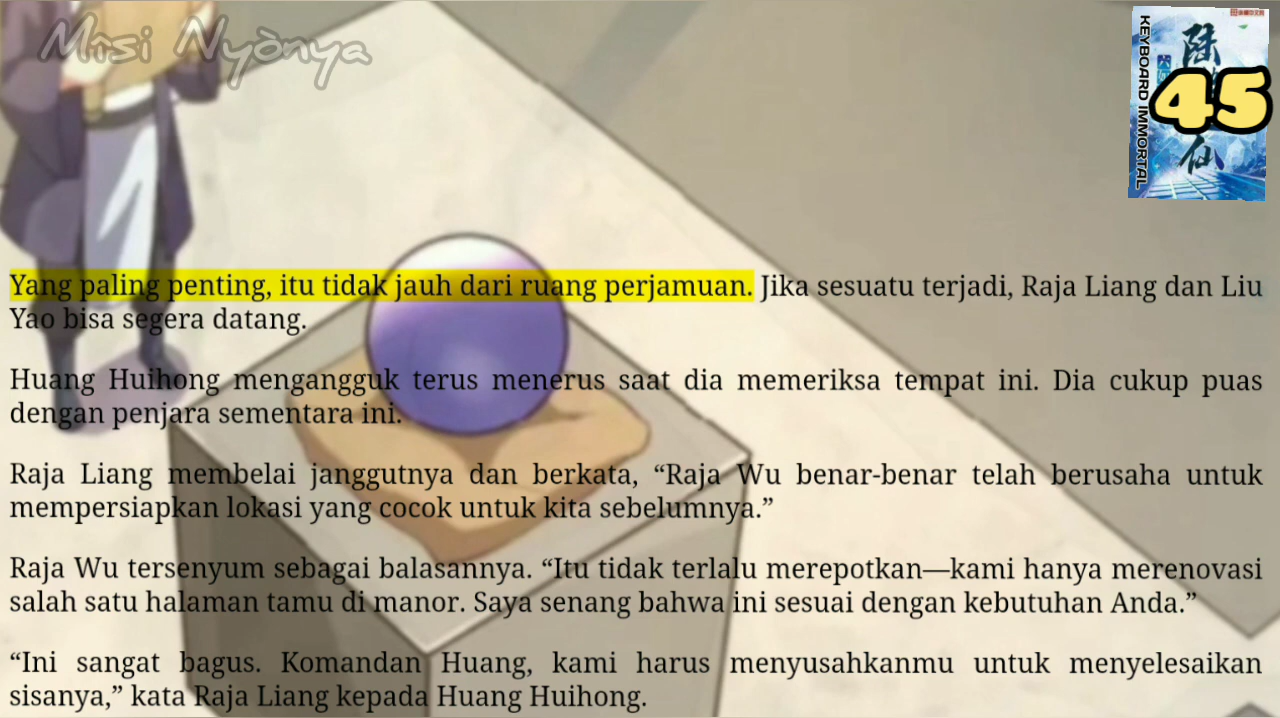 Miisi Nyònya
陆
仙
KEYBOARD IMMORTAL
45
Yang paling penting, itu tidak jauh dari ruang perjamuan. Jika sesuatu terjadi, Raja Liang dan Liu
Yao bisa segera datang.
Huang Huihong mengangguk terus menerus saat dia memeriksa tempat ini. Dia cukup puas
dengan penjara sementara ini.
Raja Liang membelai janggutnya dan berkata, “Raja Wu benar-benar telah berusaha untuk
mempersiapkan lokasi yang cocok untuk kita sebelumnya.”
Raja Wu tersenyum sebagai balasannya. “Itu tidak terlalu merepotkan—kami hanya merenovasi
salah satu halaman tamu di manor. Saya senang bahwa ini sesuai dengan kebutuhan Anda.”
“Ini sangat bagus. Komandan Huang, kami harus menyusahkanmu untuk menyelesaikan
sisanya,” kata Raja Liang kepada Huang Huihong.